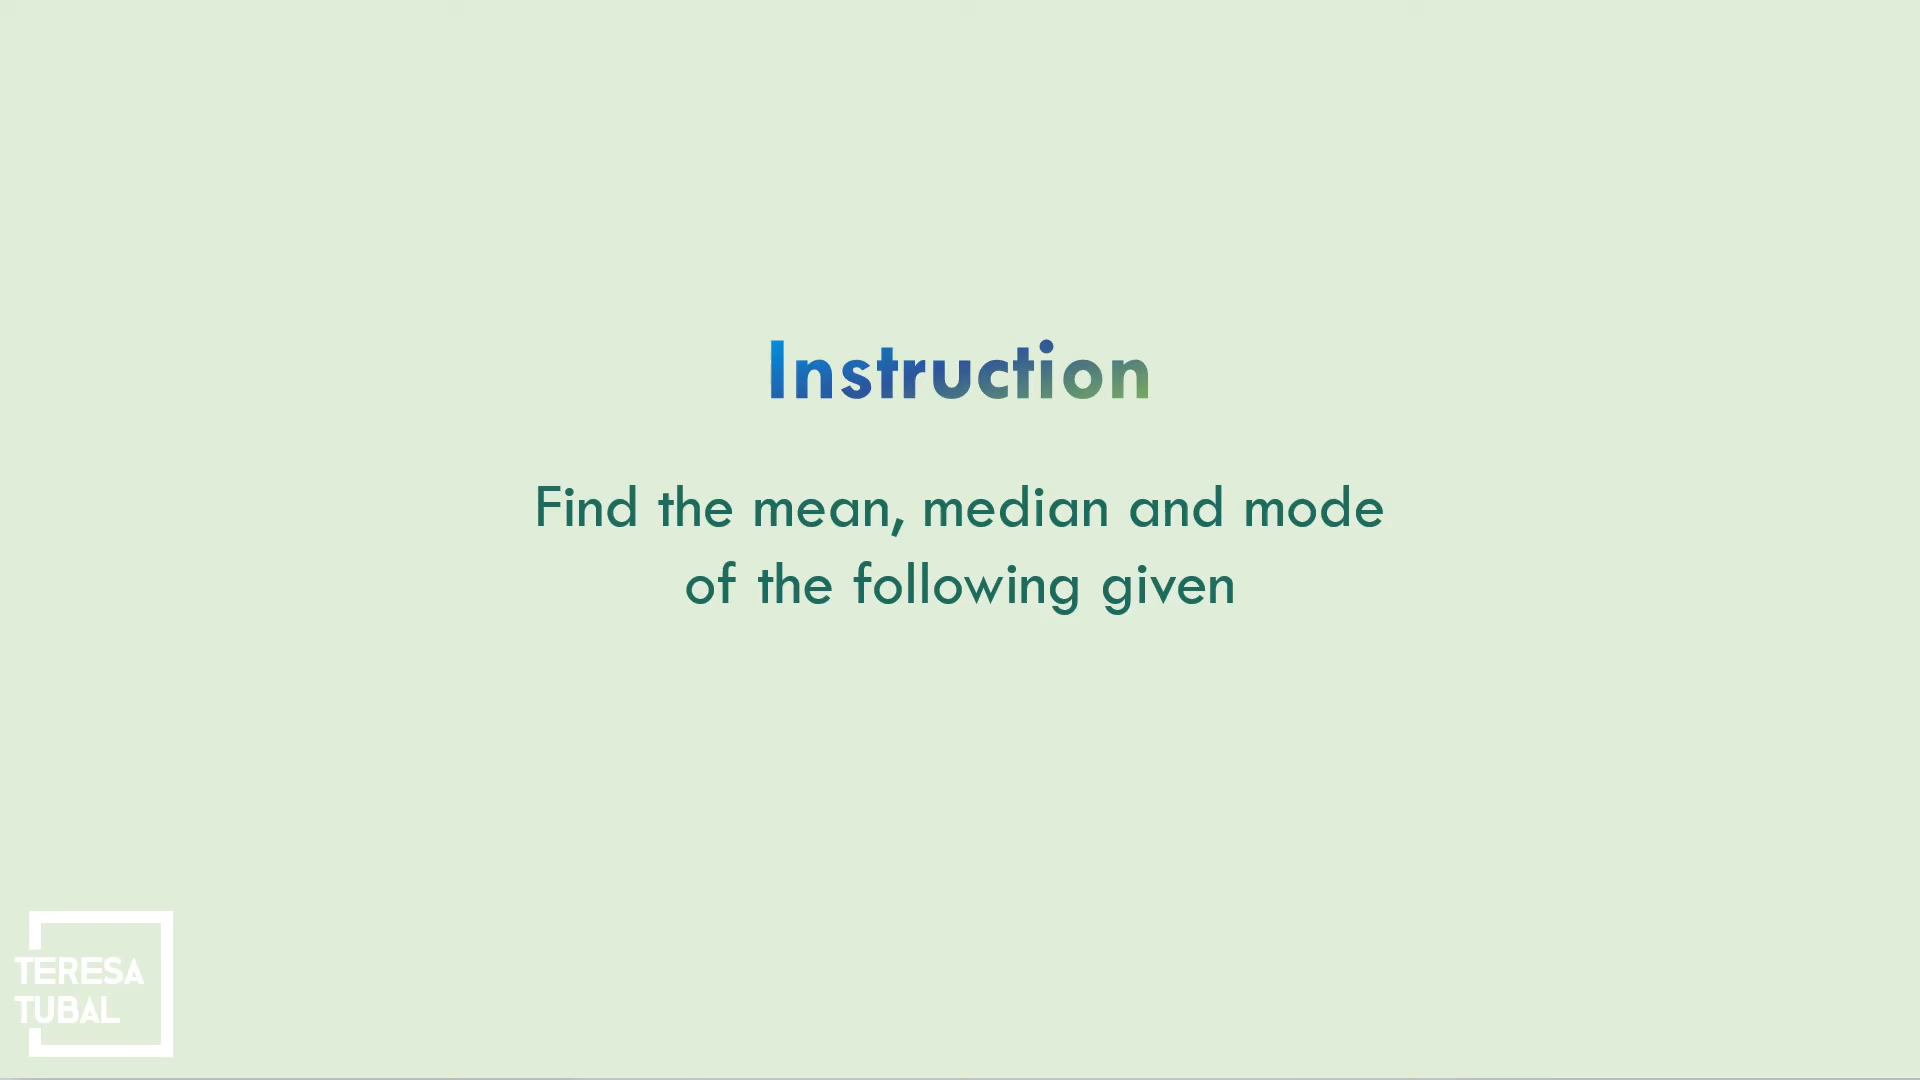 Instruction
Find the mean, median and mode
of the following given
TERESA
TUBAL